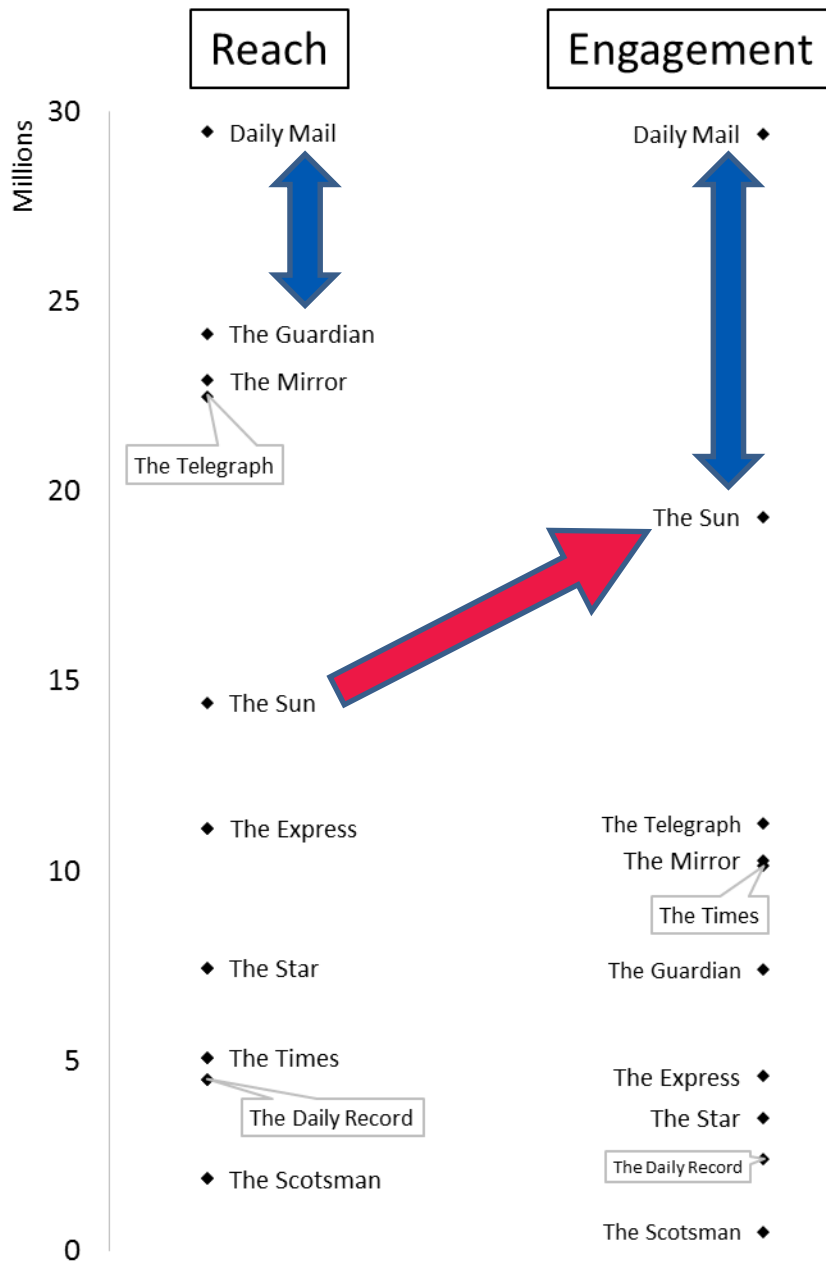 Reach
Engagement
Millions
30
25
20
15
10
5
0
Daily Mail
The Guardian
The Mirror
The Telegraph
The Sun
The Express
The Star
The Times
The Daily Record
The Scotsman
Daily Mail
The Sun
The Telegraph
The Mirror
The Times
The Guardian
The Express
The Star
The Daily Record
The Scotsman